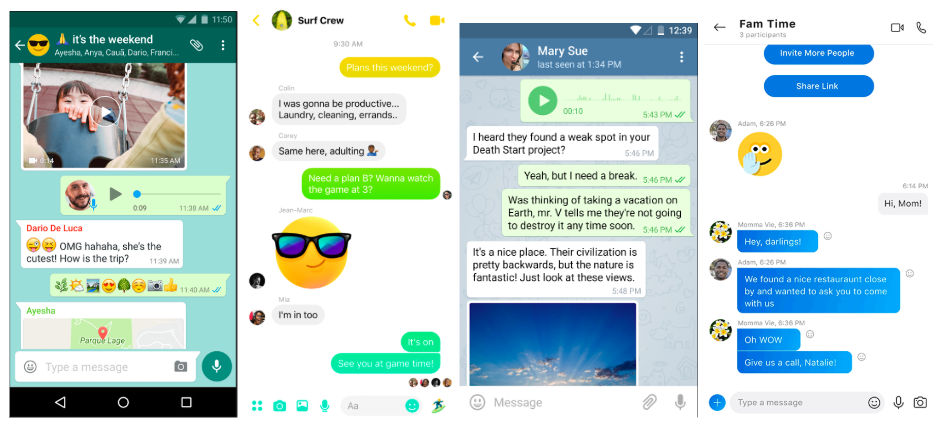 11:50
🙏 it's the weekend
Ayesha, Anya, Cauã, Dario, Franci...
0:14
11:35 AM
0:09
11:38 AM
Dario De Luca
OMG hahaha, she's the
cutest! How is the trip?
11:39 AM
11:40 AM
Ayesha
Parque Lage
Type a message
Surf Crew
9:30 AM
Plans this weekend?
Colin
I was gonna be productive...
Laundry, cleaning, errands..
Carey
Same here, adulting
Need a plan B? Wanna watch
the game at 3?
Jean-Marc
Mia
I'm in too
It's on
See you at game time!
Aa
12:39
Mary Sue
last seen at 1:34 PM
00:10
5:43 PM
I heard they found a weak spot in your
Death Start project?
5:46 PM
Yeah, but I need a break.
5:46 PM
Was thinking of taking a vacation on
Earth, mr. V tells me they're not going
to destroy it any time soon.
5:46 PM
It's a nice place. Their civilization is
pretty backwards, but the nature is
fantastic! Just look at these views.
5:48 PM
Message
Fam Time
3 participants
Invite More People
Share Link
Adam, 6:26 PM
6:14 PM
Hi, Mom!
Momma Vie, 6:36 PM
Hey, darlings!
Adam, 6:26 PM
We found a nice restauraunt close
by and wanted to ask you to come
with us
Momma Vie, 6:36 PM
Oh WOW
Give us a call, Natalie!
Type a message